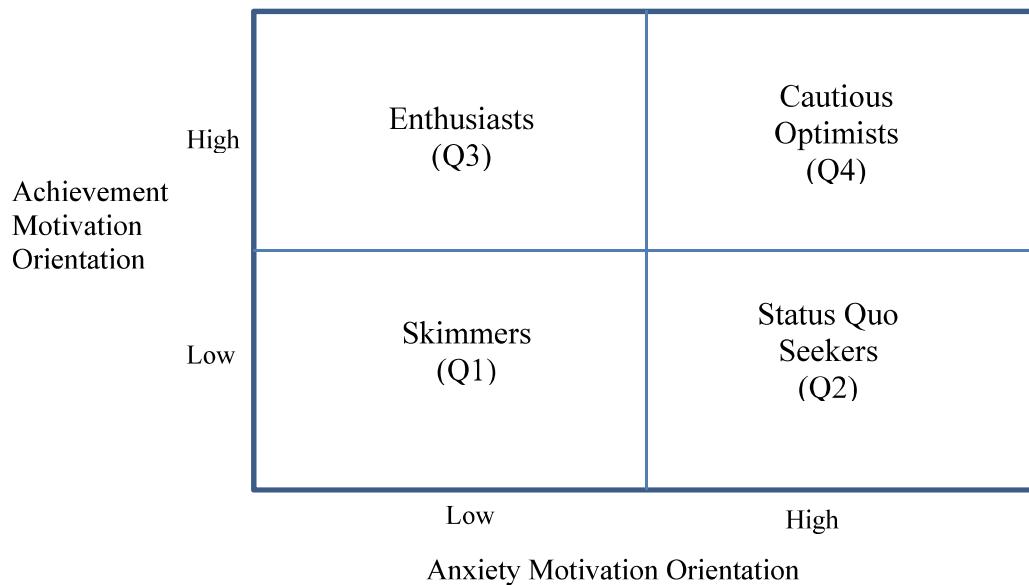 Enthusiasts
(Q3)
Cautious
Optimists
(Q4)
High
Achievement
Motivation
Orientation
Skimmers
(Q1)
Status Quo
Seekers
(Q2)
Low
Low
High
Anxiety Motivation Orientation